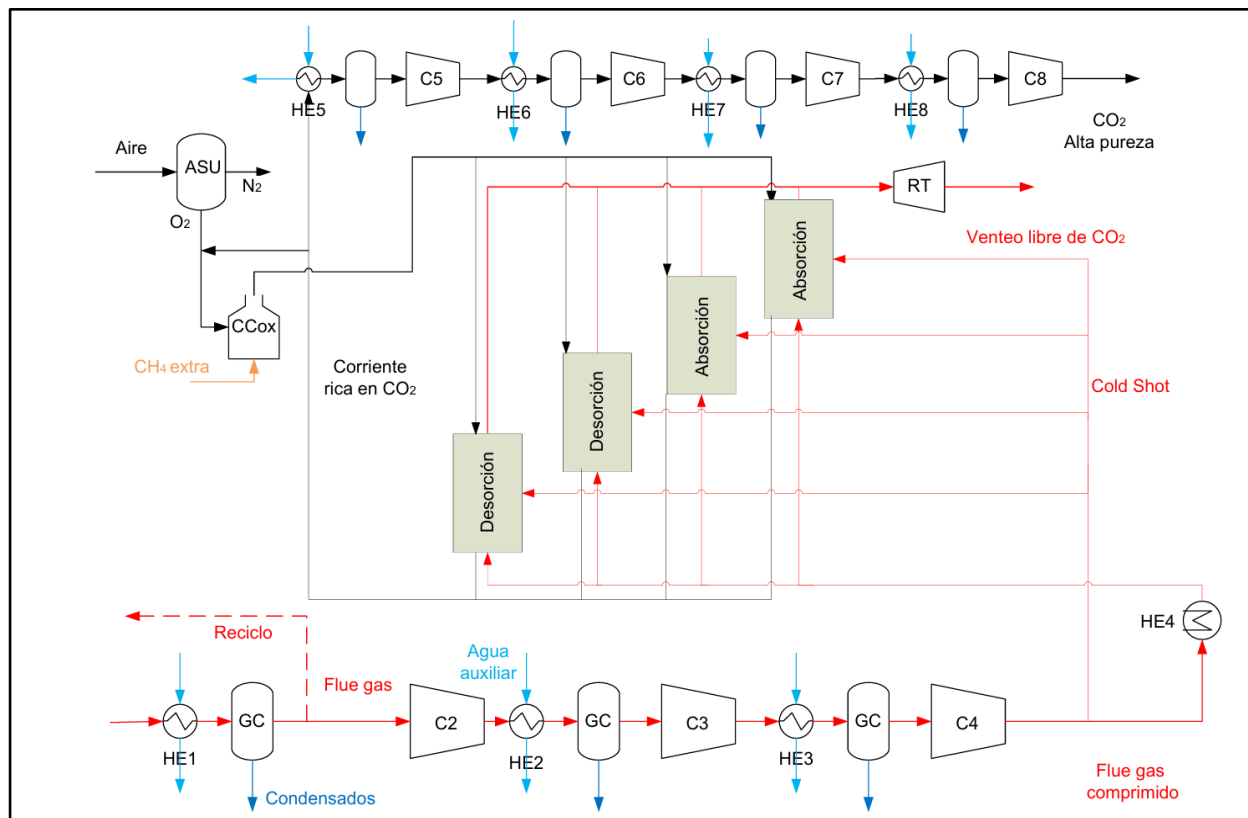 C5
C6
C7
C8
HE5
HE6
HE7
HE8
CO₂
Alta pureza
Aire
ASU
N₂
O₂
RT
Venteo libre de CO₂
Absorción
Absorción
CCox
CH₄ extra
Corriente
rica en CO₂
Cold Shot
Desorción
Desorción
HE4
Reciclo
Agua
auxiliar
Flue gas
GC
C2
GC
C3
GC
C4
HE1
HE2
HE3
Condensados
Flue gas
comprimido